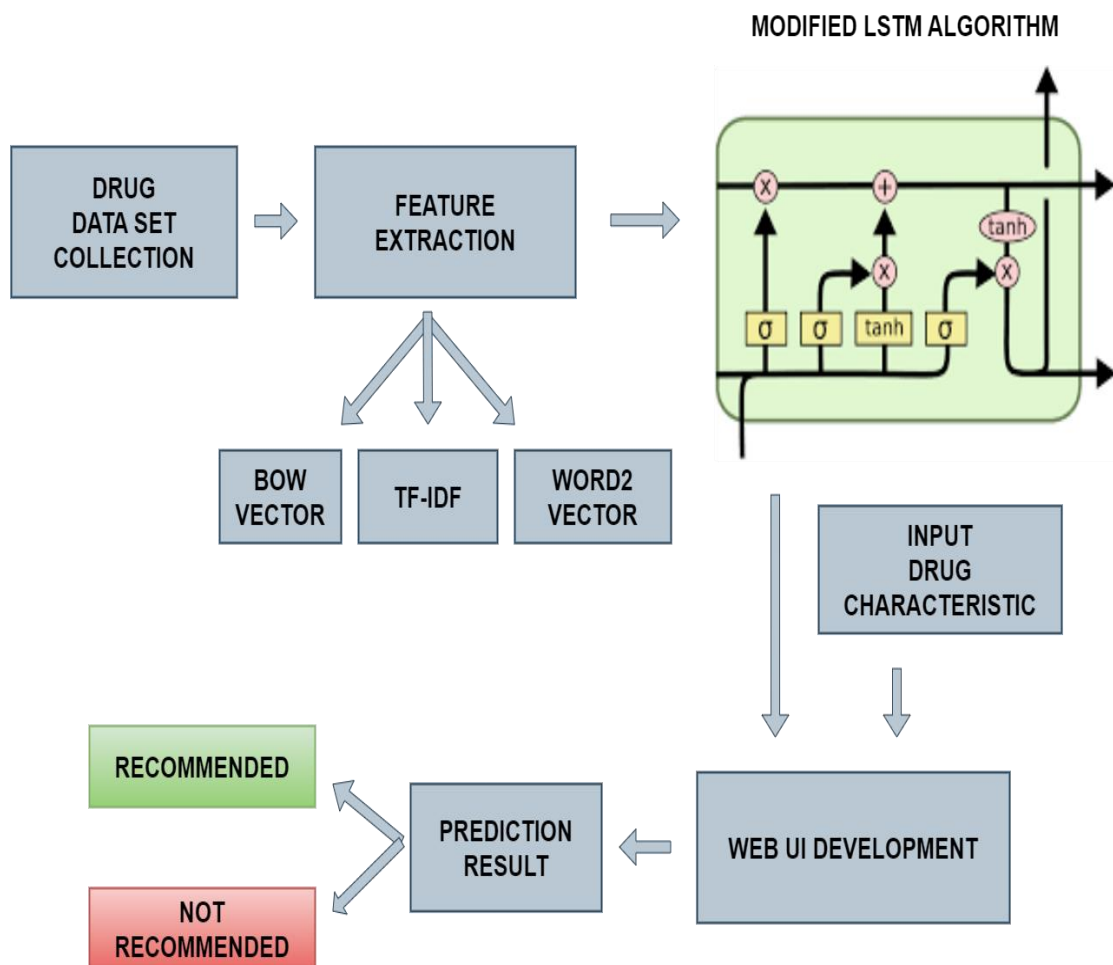 MODIFIED LSTM ALGORITHM
DRUG
DATA SET
COLLECTION
FEATURE
EXTRACTION
x
+
tanh
x
x
σ
σ
tanh
σ
BOW
VECTOR
TF-IDF
WORD2
VECTOR
INPUT
DRUG
CHARACTERISTIC
RECOMMENDED
PREDICTION
RESULT
WEB UI DEVELOPMENT
NOT
RECOMMENDED